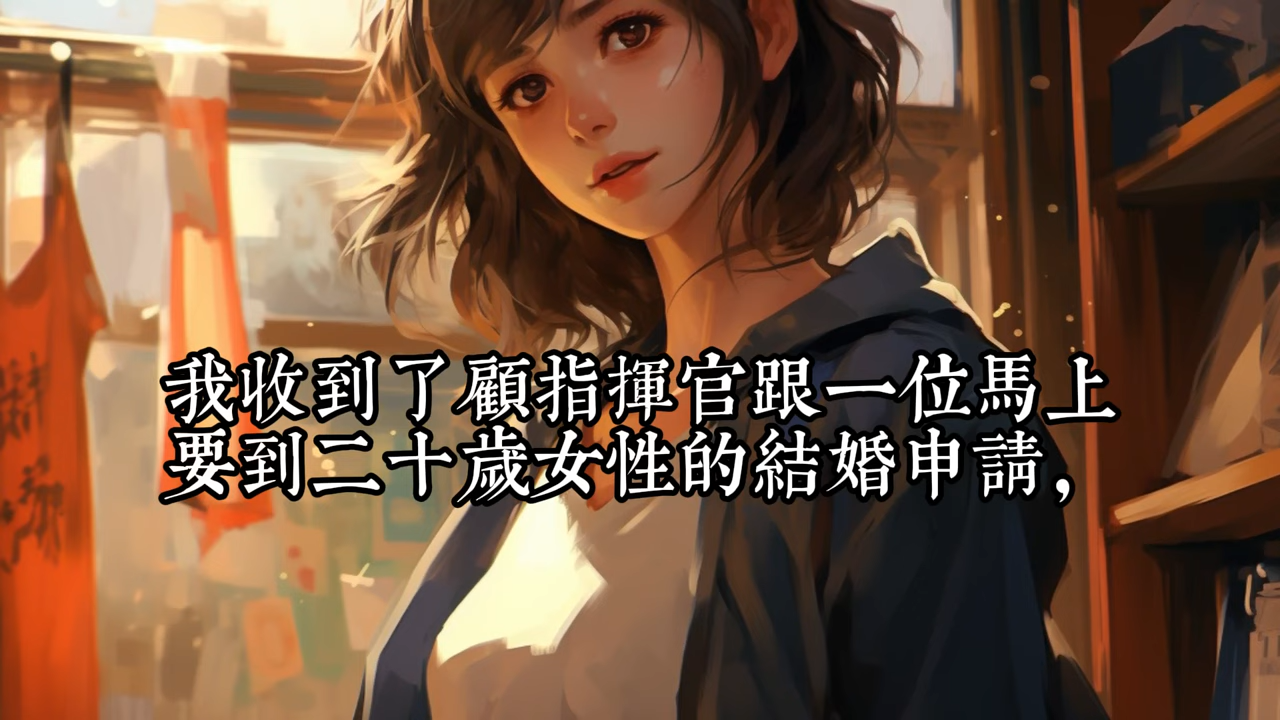 我收到了顧指揮官跟一位馬上
要到二十歲女性的結婚申請，